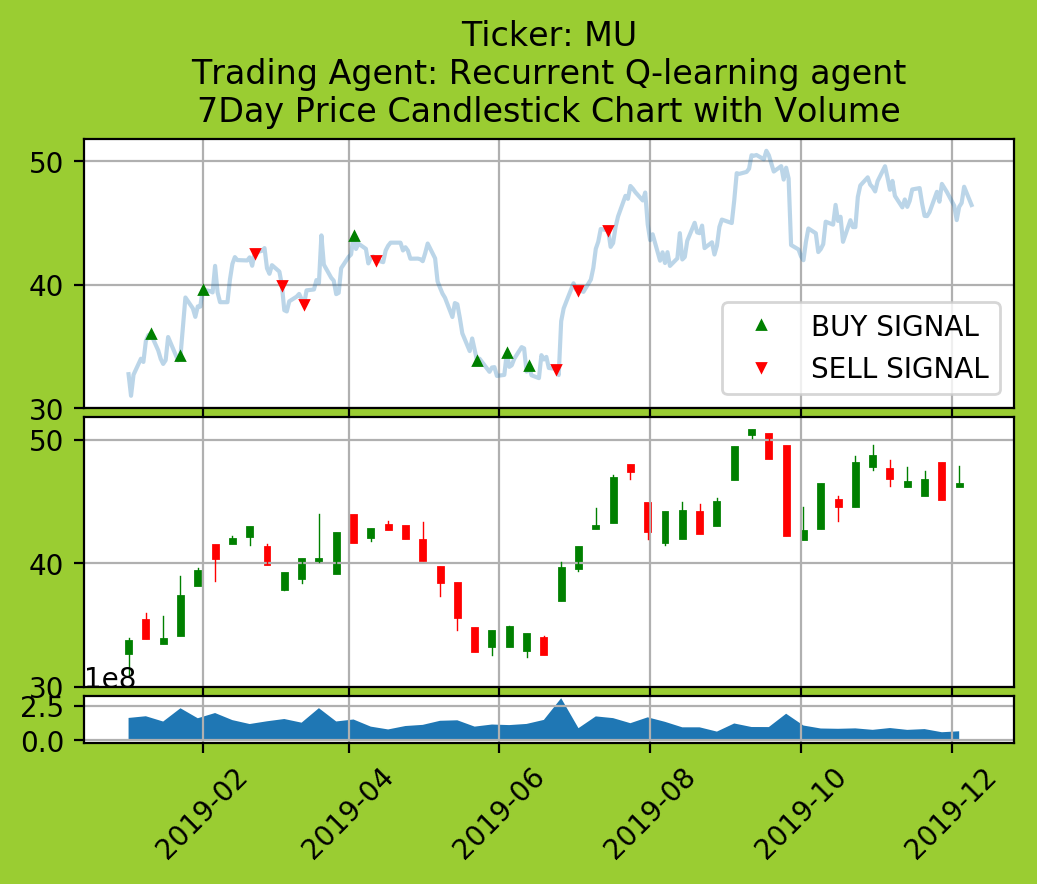 Ticker: MU
Trading Agent: Recurrent Q-learning agent
7Day Price Candlestick Chart with Volume
50
40
30
BUY SIGNAL
SELL SIGNAL
50
40
30
1e8
2.5
0.0
2019-02
2019-04
2019-06
2019-08
2019-10
2019-12